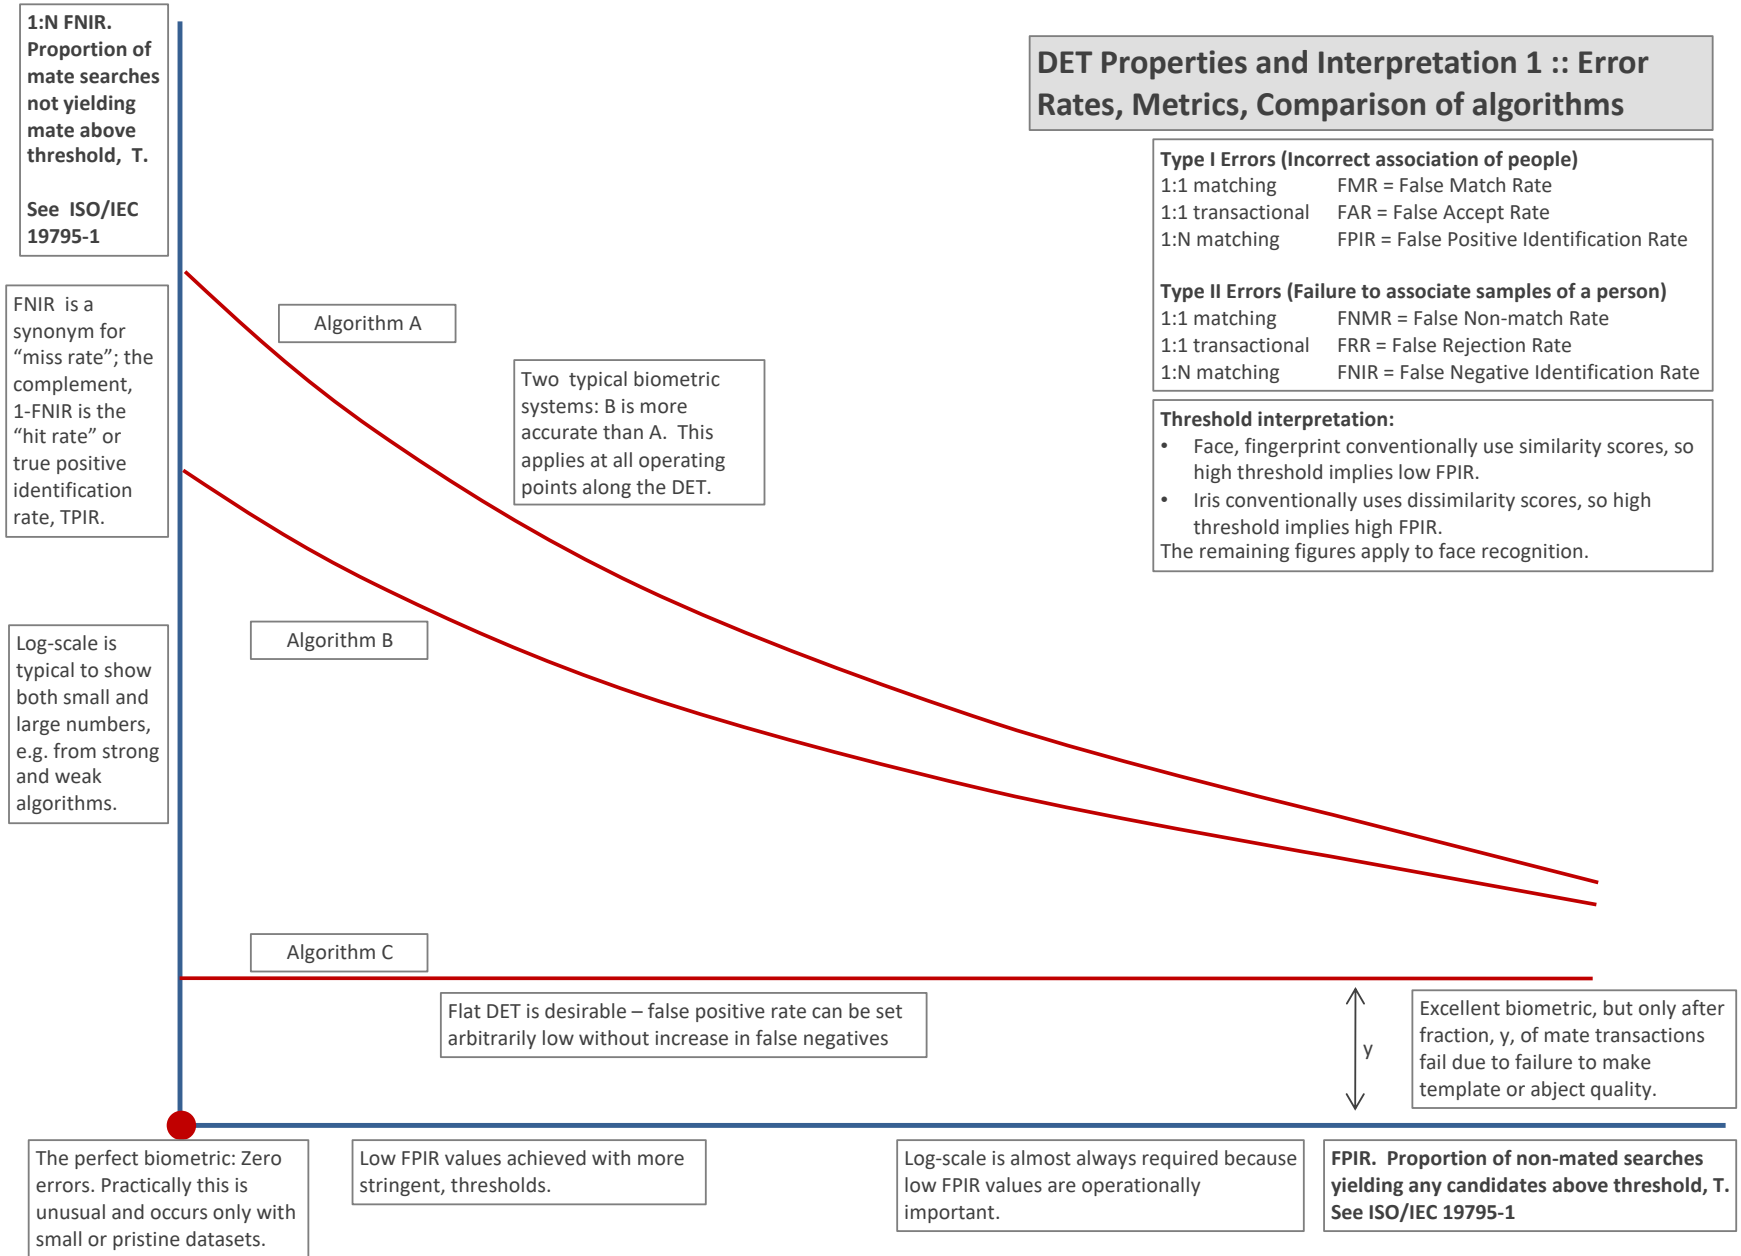 1:N FNIR.
Proportion of
mate searches
not yielding
mate above
threshold, T.
See ISO/IEC
19795-1
DET Properties and Interpretation 1 :: Error
Rates, Metrics, Comparison of algorithms
Type I Errors (Incorrect association of people)
1:1 matching FMR = False Match Rate
1:1 transactional FAR = False Accept Rate
1:N matching FPIR = False Positive Identification Rate
Type II Errors (Failure to associate samples of a person)
1:1 matching FNMR = False Non-match Rate
1:1 transactional FRR = False Rejection Rate
1:N matching FNIR = False Negative Identification Rate
Threshold interpretation:
• Face, fingerprint conventionally use similarity scores, so
high threshold implies low FPIR.
• Iris conventionally uses dissimilarity scores, so high
threshold implies high FPIR.
The remaining figures apply to face recognition.
FNIR is a
synonym for
“miss rate”; the
complement,
1-FNIR is the
“hit rate” or
true positive
identification
rate, TPIR.
Algorithm A
Two typical biometric
systems: B is more
accurate than A. This
applies at all operating
points along the DET.
Log-scale is
typical to show
both small and
large numbers,
e.g. from strong
and weak
algorithms.
Algorithm B
Algorithm C
Flat DET is desirable – false positive rate can be set
arbitrarily low without increase in false negatives
y
Excellent biometric, but only after
fraction, y, of mate transactions
fail due to failure to make
template or abject quality.
The perfect biometric: Zero
errors. Practically this is
unusual and occurs only with
small or pristine datasets.
Low FPIR values achieved with more
stringent, thresholds.
Log-scale is almost always required because
low FPIR values are operationally
important.
FPIR. Proportion of non-mated searches
yielding any candidates above threshold, T.
See ISO/IEC 19795-1